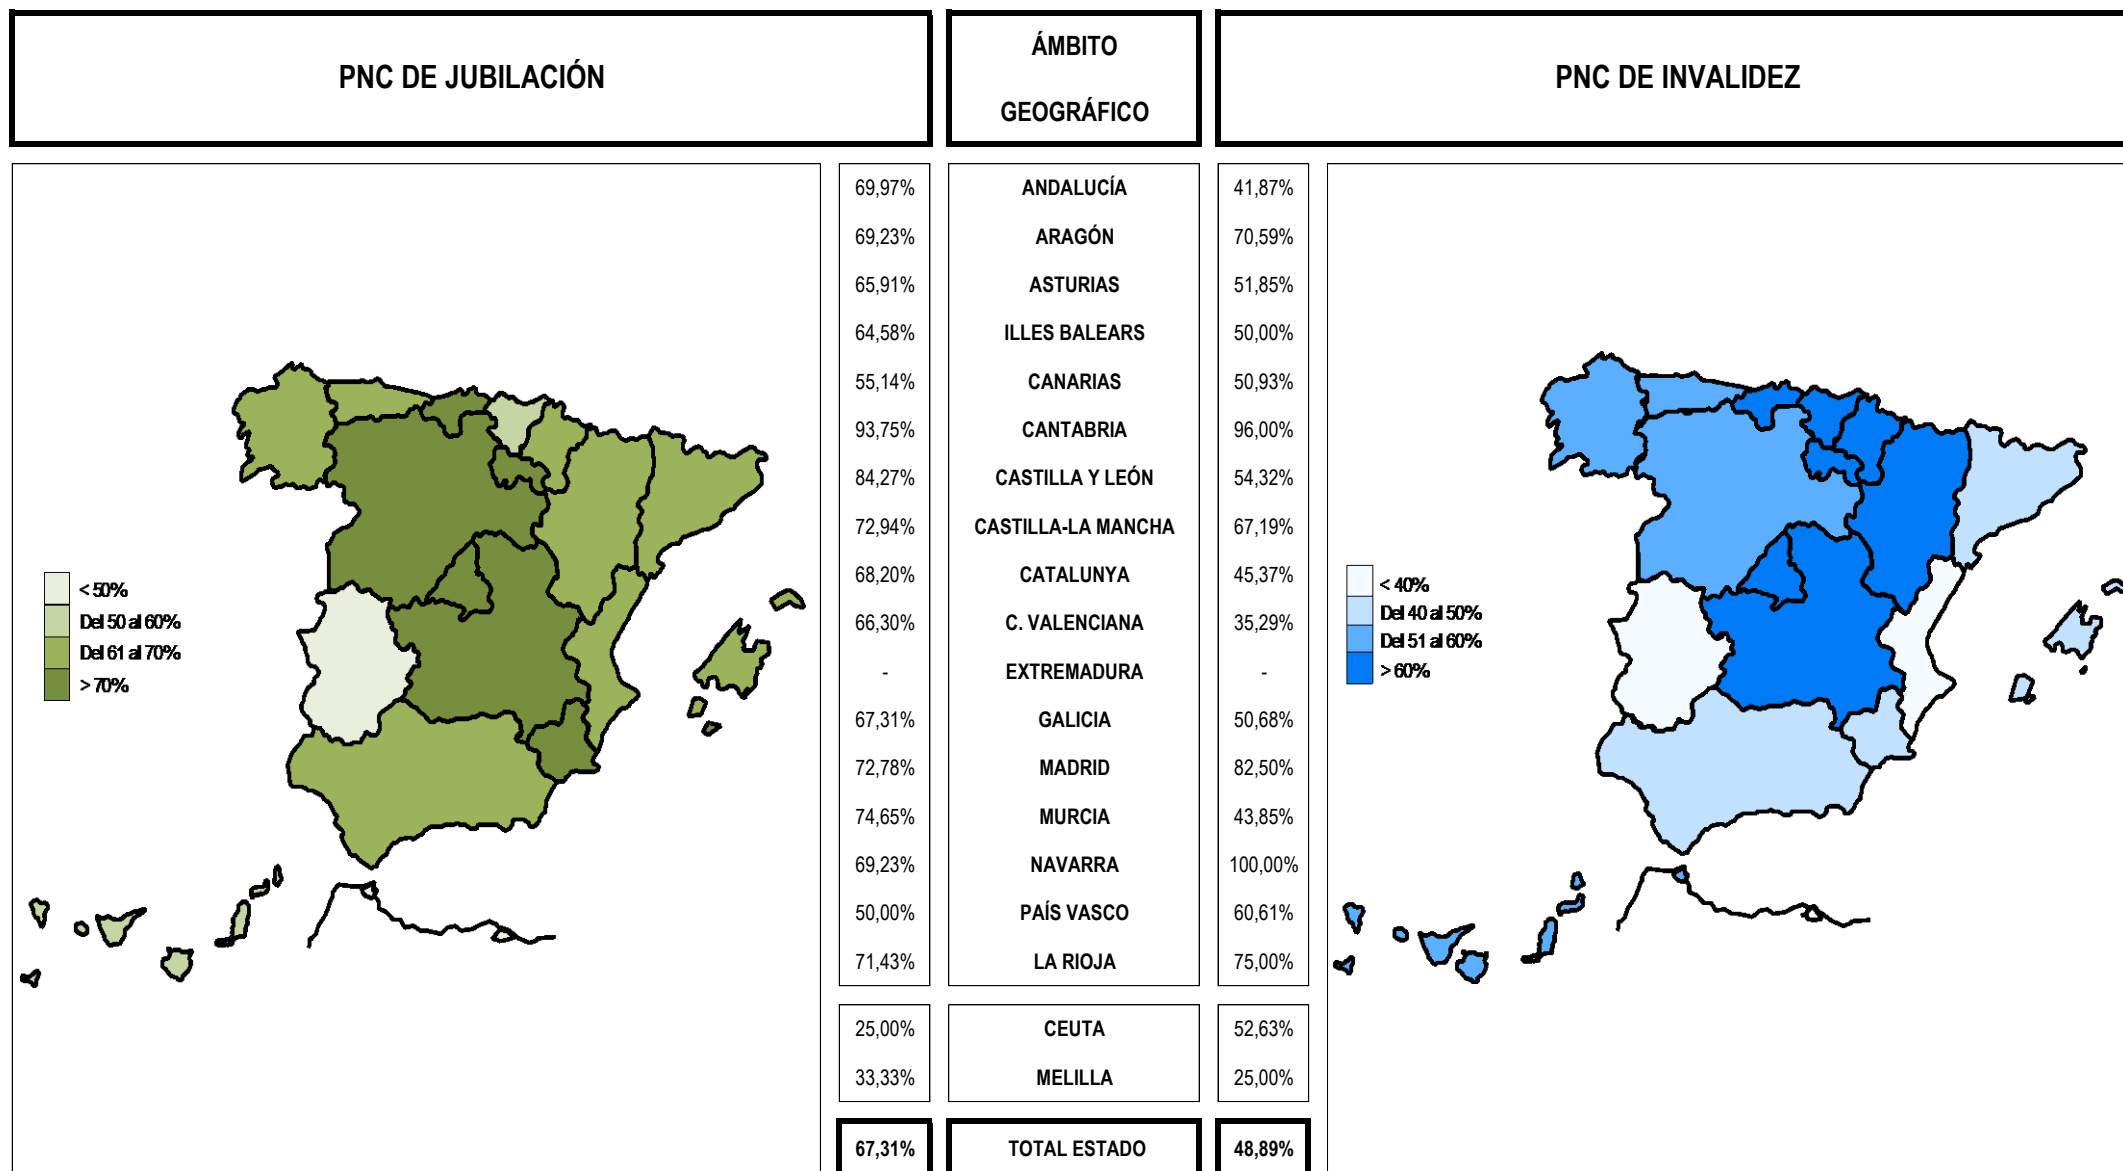 PNC DE JUBILACIÓN
ÁMBITO
GEOGRÁFICO
PNC DE INVALIDEZ
69,97% ANDALUCÍA 41,87%
69,23% ARAGÓN 70,59%
65,91% ASTURIAS 51,85%
64,58% ILLES BALEARS 50,00%
55,14% CANARIAS 50,93%
93,75% CANTABRIA 96,00%
84,27% CASTILLA Y LEÓN 54,32%
72,94% CASTILLA-LA MANCHA 67,19%
68,20% CATALUNYA 45,37%
66,30% C. VALENCIANA 35,29%
- EXTREMADURA -
67,31% GALICIA 50,68%
72,78% MADRID 82,50%
74,65% MURCIA 43,85%
69,23% NAVARRA 100,00%
50,00% PAÍS VASCO 60,61%
71,43% LA RIOJA 75,00%
25,00% CEUTA 52,63%
33,33% MELILLA 25,00%
67,31% TOTAL ESTADO 48,89%
< 50%
Del 50 al 60%
Del 61 al 70%
> 70%
< 40%
Del 40 al 50%
Del 51 al 60%
> 60%